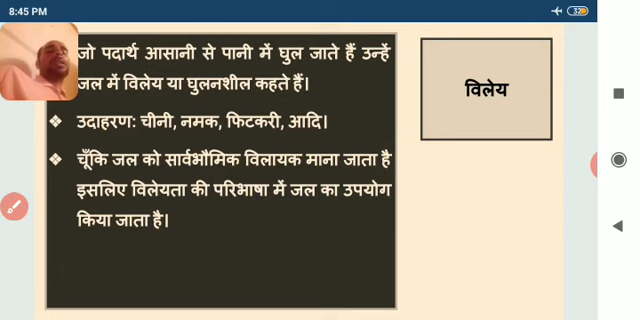 8:45 PM
32
जो पदार्थ आसानी से पानी में घुल जाते हैं उन्हें
जल में विलेय या घुलनशील कहते हैं।
❖ उदाहरण: चीनी, नमक, फिटकरी, आदि।
❖ चूँकि जल को सार्वभौमिक विलायक माना जाता है
इसलिए विलेयता की परिभाषा में जल का उपयोग
किया जाता है।
विलेय